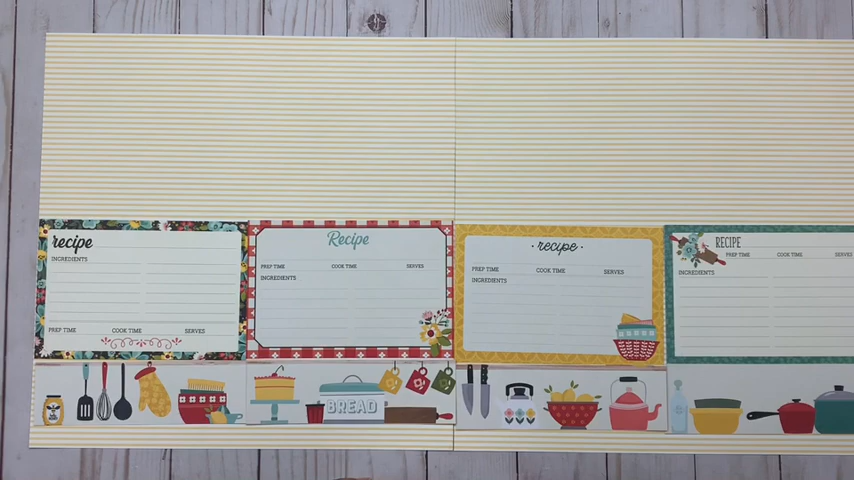 recipe
INGREDIENTS
PREP TIME COOK TIME SERVES
Recipe
PREP TIME COOK TIME SERVES
INGREDIENTS
· recipe ·
PREP TIME COOK TIME SERVES
INGREDIENTS
RECIPE
PREP TIME COOK TIME SERVES
INGREDIENTS
BREAD